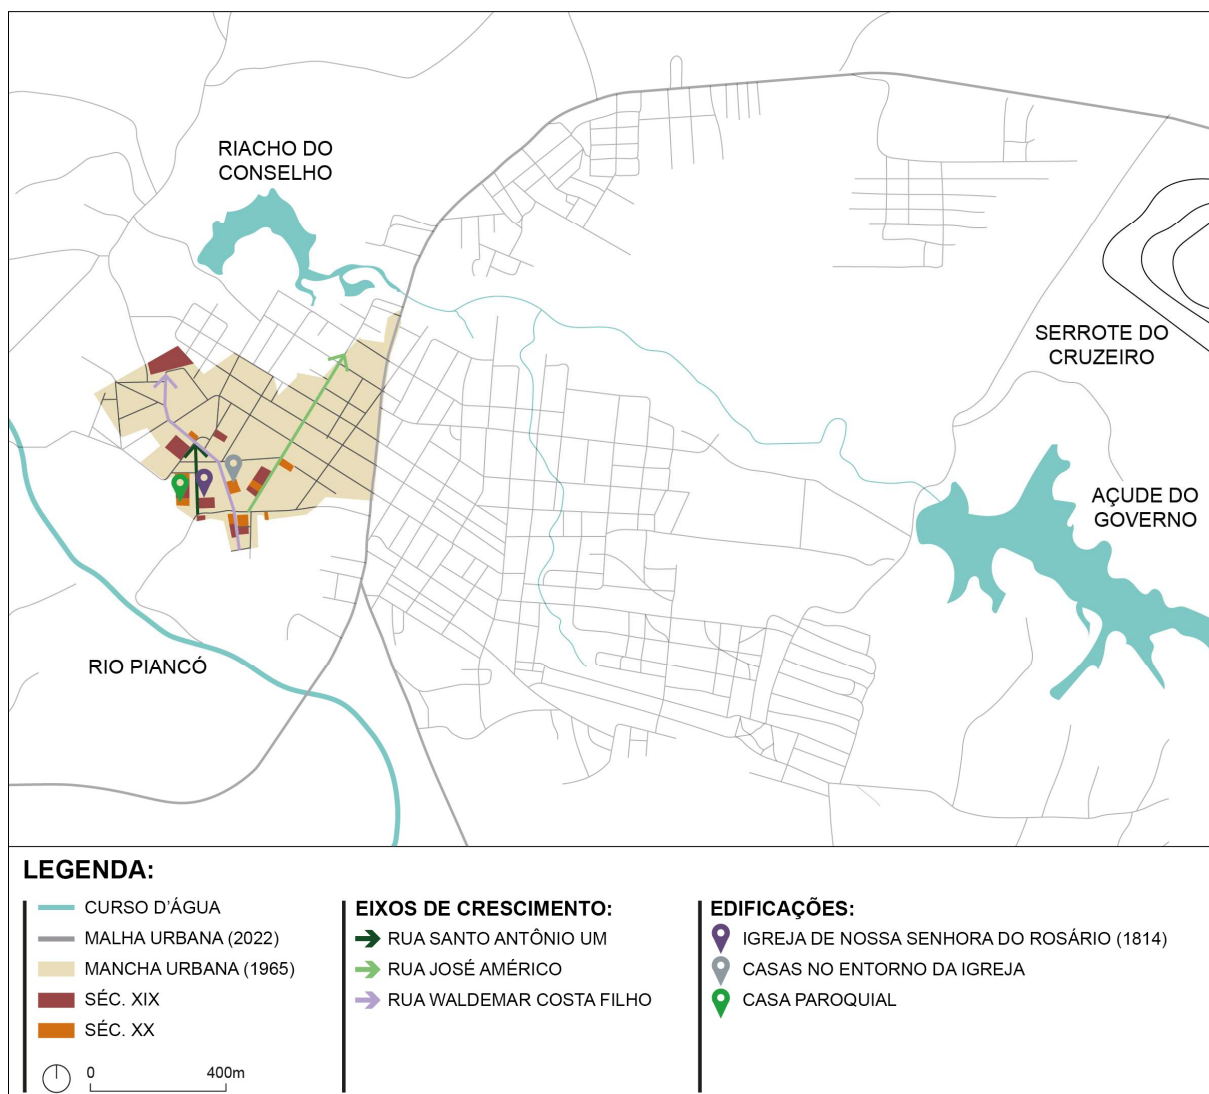 RIACHO DO
CONSELHO
SERROTE DO
CRUZEIRO
AÇUDE DO
GOVERNO
RIO PIANCÓ
LEGENDA:
CURSO D'ÁGUA
MALHA URBANA (2022)
MANCHA URBANA (1965)
SÉC. XIX
SÉC. XX
0 400m
EIXOS DE CRESCIMENTO:
RUA SANTO ANTÔNIO UM
RUA JOSÉ AMÉRICO
RUA WALDEMAR COSTA FILHO
EDIFICAÇÕES:
IGREJA DE NOSSA SENHORA DO ROSÁRIO (1814)
CASAS NO ENTORNO DA IGREJA
CASA PAROQUIAL